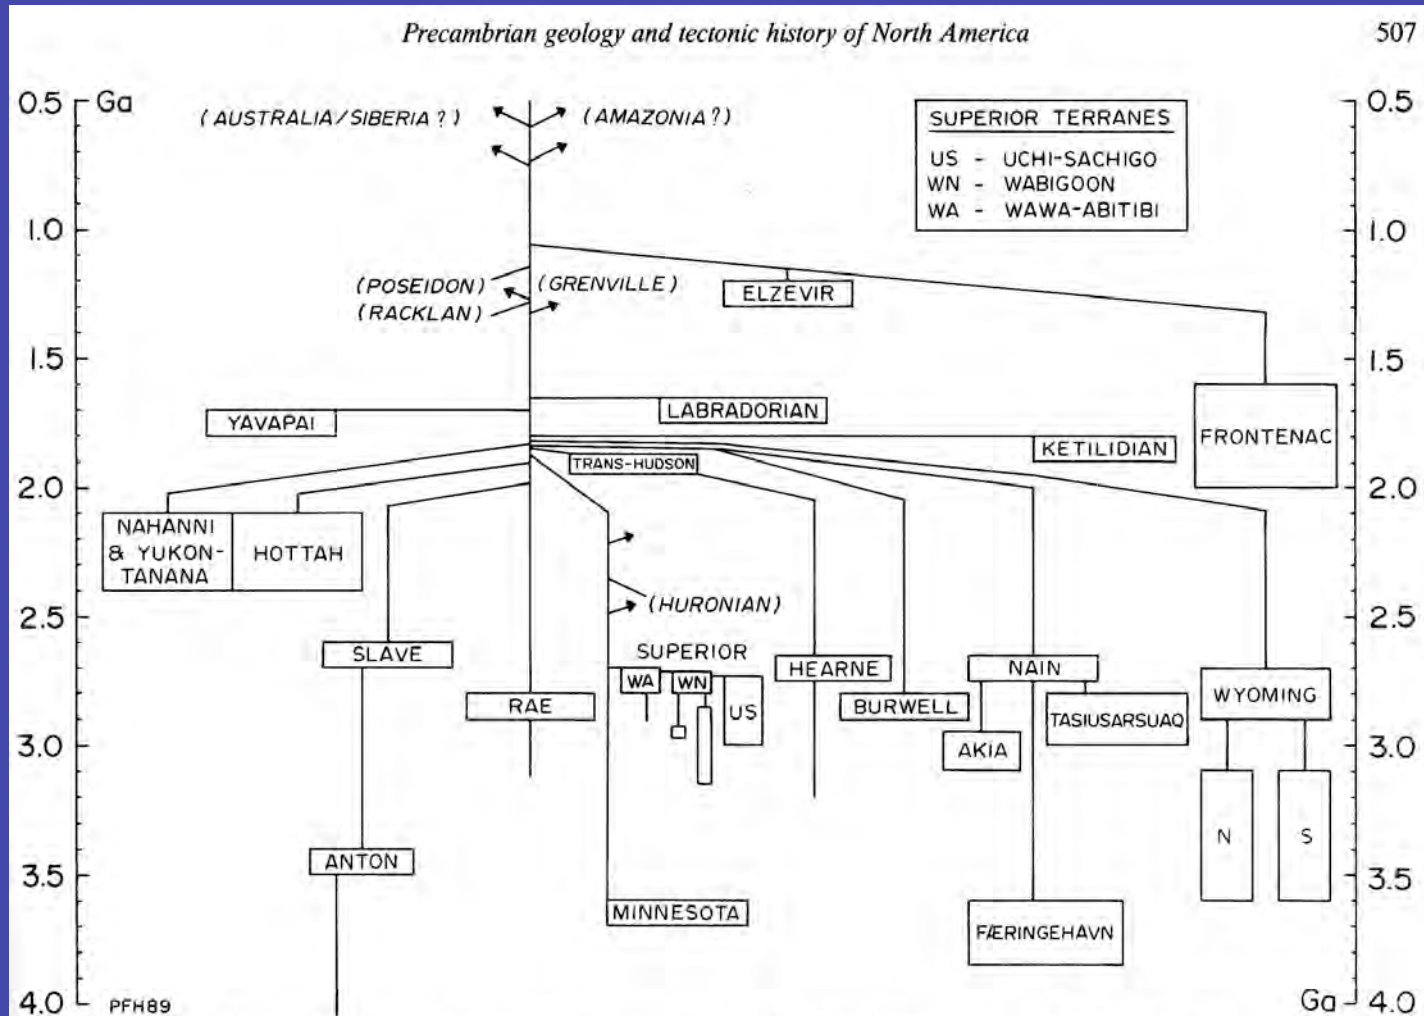 Precambrian geology and tectonic history of North America 507
0.5 Ga
(AUSTRALIA/SIBERIA?)
(AMAZONIA?)
SUPERIOR TERRANES
US - UCHI-SACHIGO
WN - WABIGOON
WA - WAWA-ABITIBI
0.5
1.0
1.0
(POSEIDON)
(GRENVILLE)
ELZEVIR
(RACKLAN)
1.5
1.5
LABRADORIAN
YAVAPAI
FRONTENAC
KETILIDIAN
TRANS-HUDSON
2.0
2.0
NAHANNI
& YUKON-
TANANA
HOTTAH
2.5
2.5
(HURONIAN)
SLAVE
SUPERIOR
HEARNE
NAIN
WA
WN
US
RAE
BURWELL
TASIUSARSUAQ
WYOMING
3.0
3.0
AKIA
N
S
ANTON
3.5
3.5
MINNESOTA
FÆRINGEHAVN
4.0
PFH89
Ga
4.0